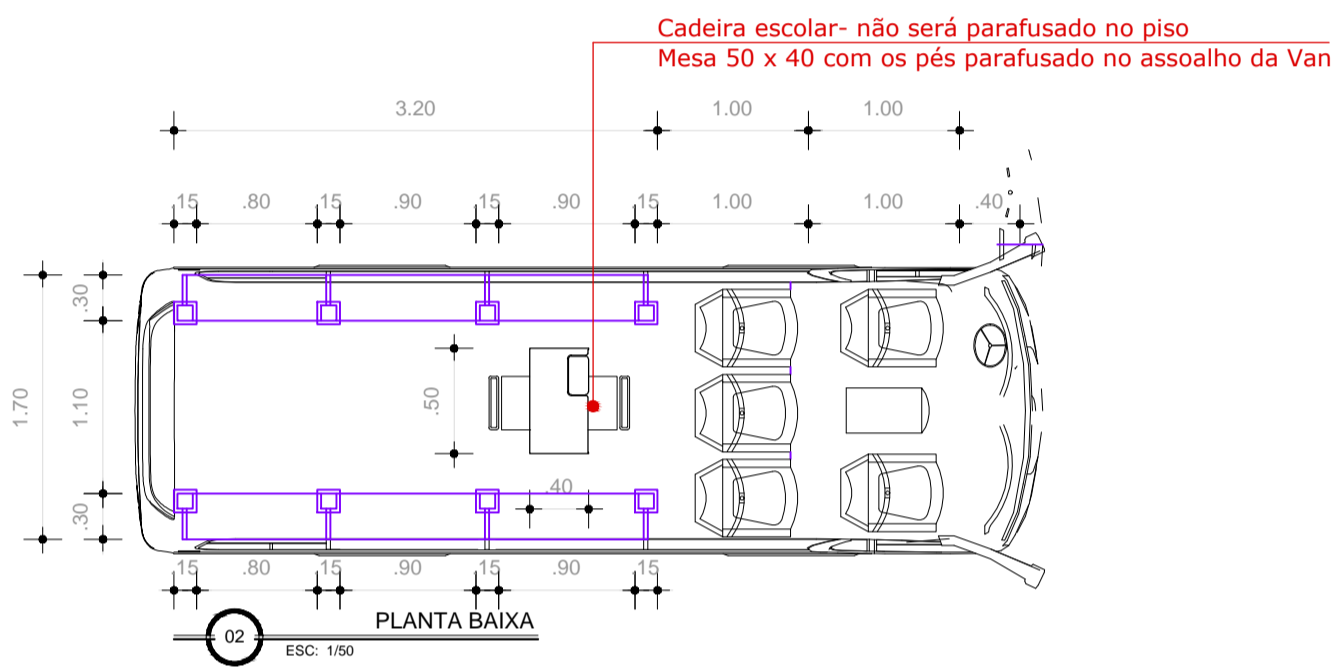 Cadeira escolar- não será parafusado no piso
Mesa 50 x 40 com os pés parafusado no assoalho da Van
3.20 1.00 1.00
.15 .80 .15 .90 .15 .90 .15 1.00 1.00 .40
.30
1.70 1.10 .50
.40
.30
.15 .80 .15 .90 .15 .90 .15
PLANTA BAIXA
02
ESC: 1/50